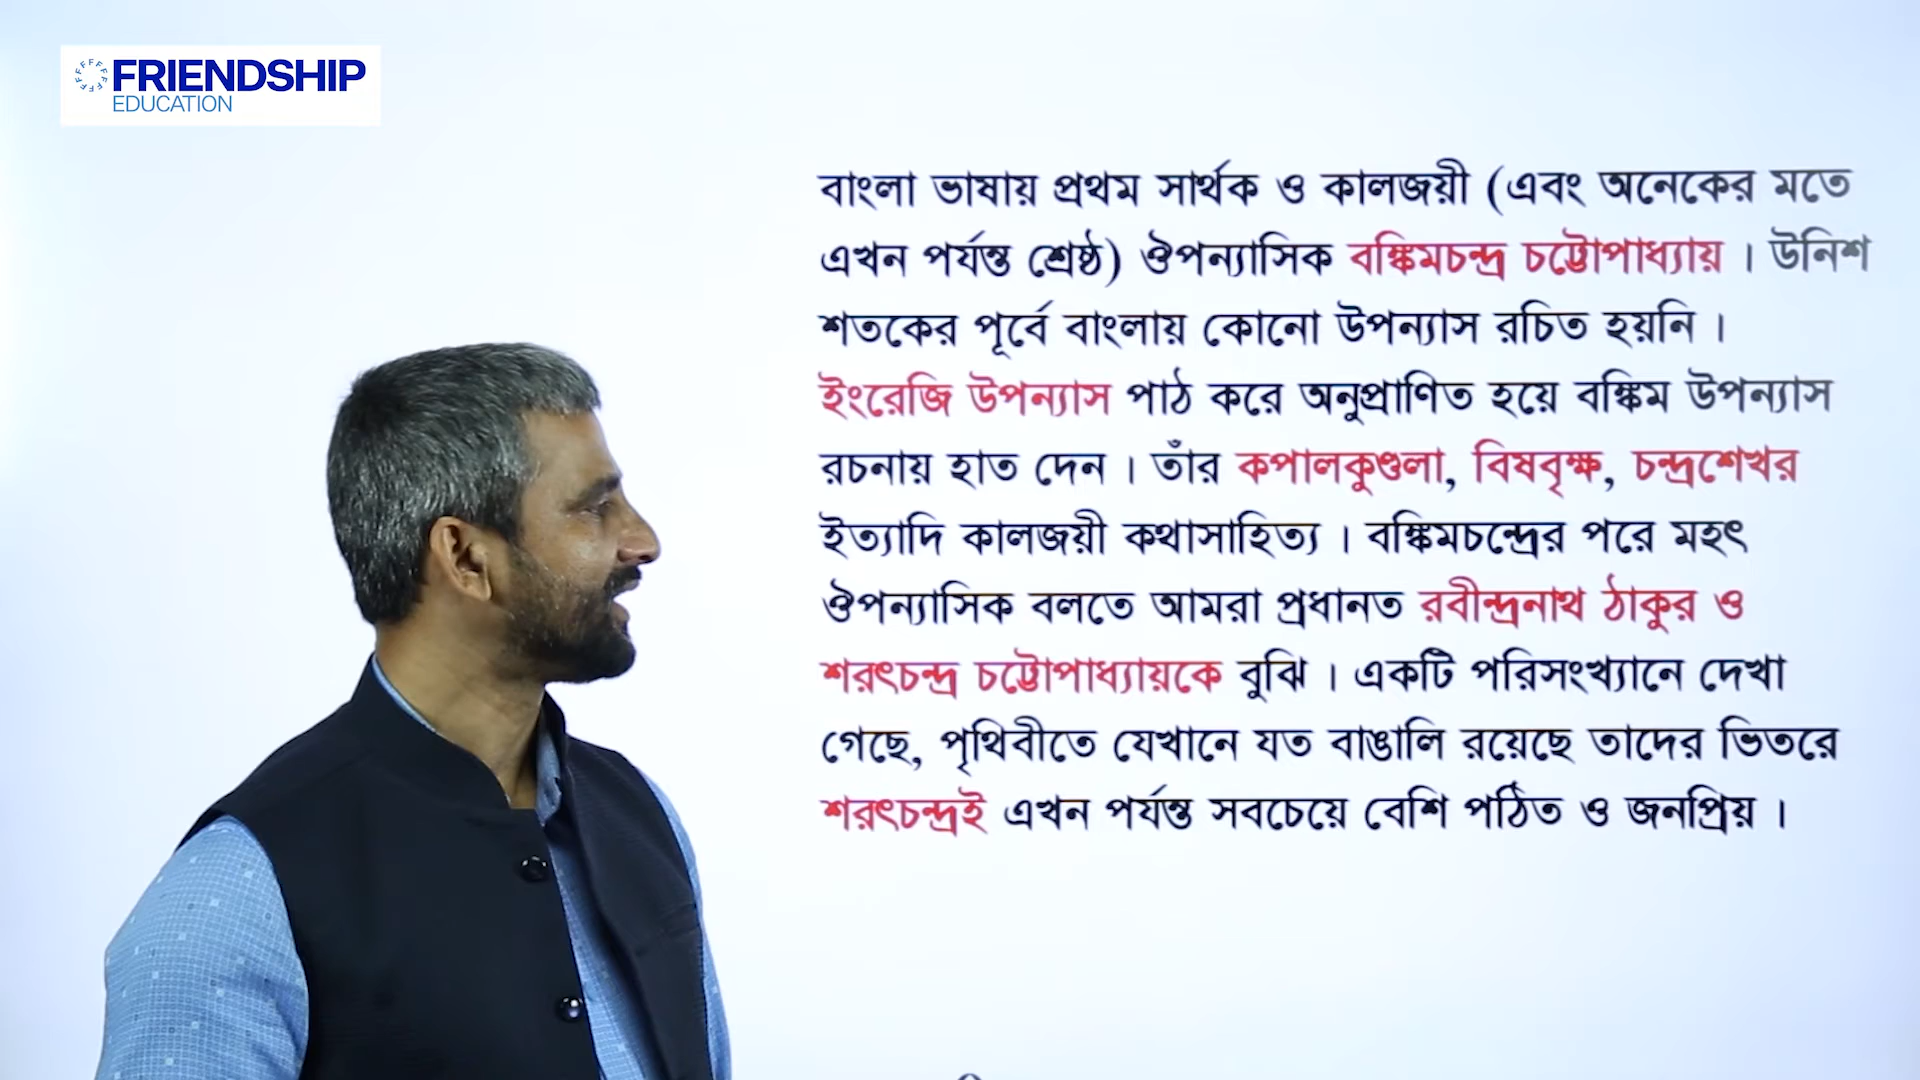 FRIENDSHIP
EDUCATION
বাংলা ভাষায় প্রথম সার্থক ও কালজয়ী (এবং অনেকের মতে
এখন পর্যন্ত শ্রেষ্ঠ) ঔপন্যাসিক বঙ্কিমচন্দ্র চট্টোপাধ্যায় । উনিশ
শতকের পূর্বে বাংলায় কোনো উপন্যাস রচিত হয়নি ।
ইংরেজি উপন্যাস পাঠ করে অনুপ্রাণিত হয়ে বঙ্কিম উপন্যাস
রচনায় হাত দেন । তাঁর কপালকুণ্ডলা, বিষবৃক্ষ, চন্দ্রশেখর
ইত্যাদি কালজয়ী কথাসাহিত্য । বঙ্কিমচন্দ্রের পরে মহৎ
ঔপন্যাসিক বলতে আমরা প্রধানত রবীন্দ্রনাথ ঠাকুর ও
শরৎচন্দ্র চট্টোপাধ্যায়কে বুঝি । একটি পরিসংখ্যানে দেখা
গেছে, পৃথিবীতে যেখানে যত বাঙালি রয়েছে তাদের ভিতরে
শরৎচন্দ্রই এখন পর্যন্ত সবচেয়ে বেশি পঠিত ও জনপ্রিয় ।